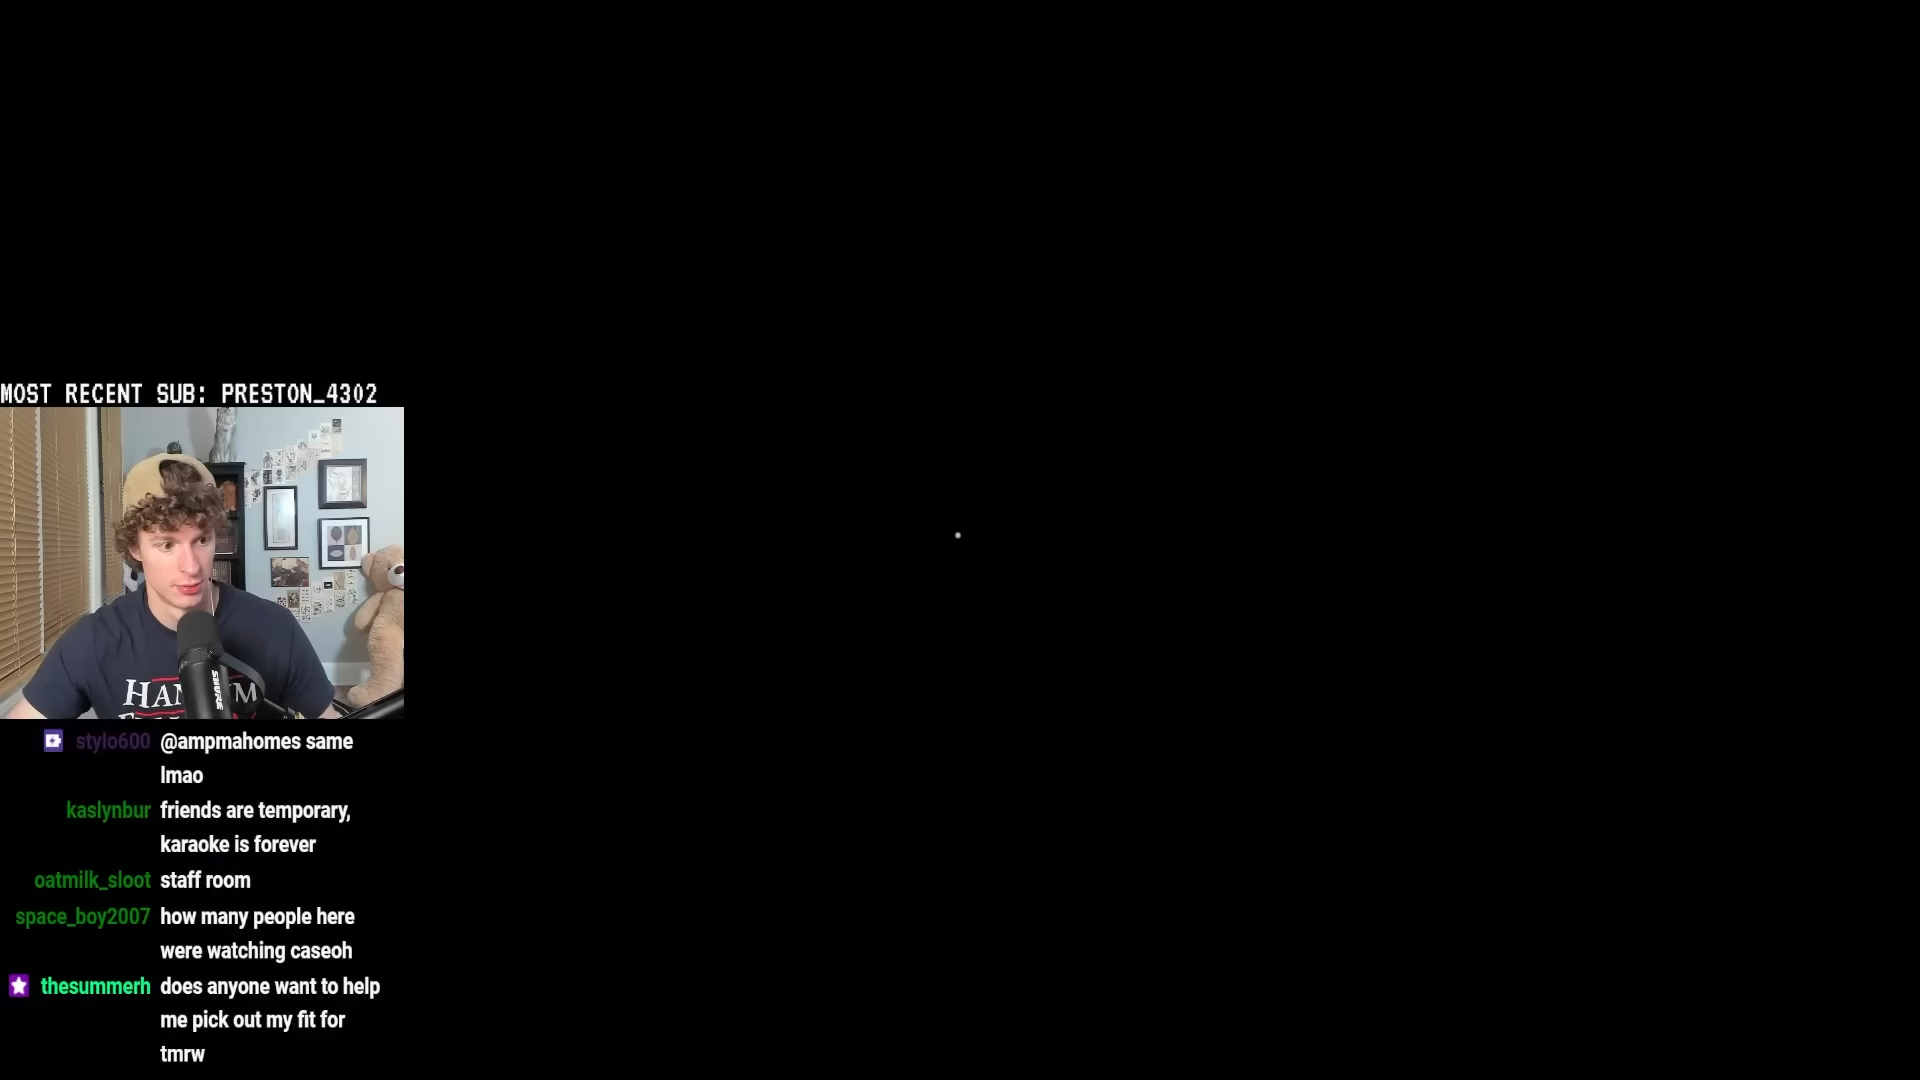 MOST RECENT SUB: PRESTON_4302
SHURE
stylo600 @ampmahomes same
lmao
kaslynbur friends are temporary,
karaoke is forever
oatmilk_sloot staff room
space_boy2007 how many people here
were watching caseoh
thesummerh does anyone want to help
me pick out my fit for
tmrw